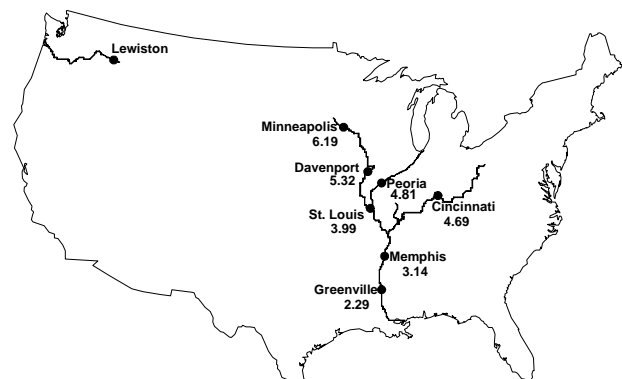 Lewiston
Minneapolis
6.19
Davenport
5.32
Peoria
4.81
Cincinnati
4.69
St. Louis
3.99
Memphis
3.14
Greenville
2.29